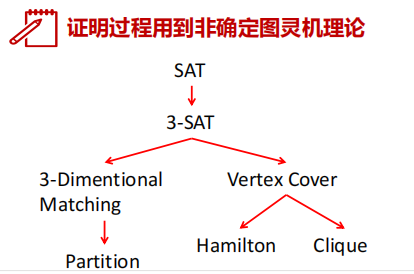 证明过程用到非确定图灵机理论
SAT
3-SAT
3-Dimentional
Matching
Vertex Cover
Partition
Hamilton
Clique